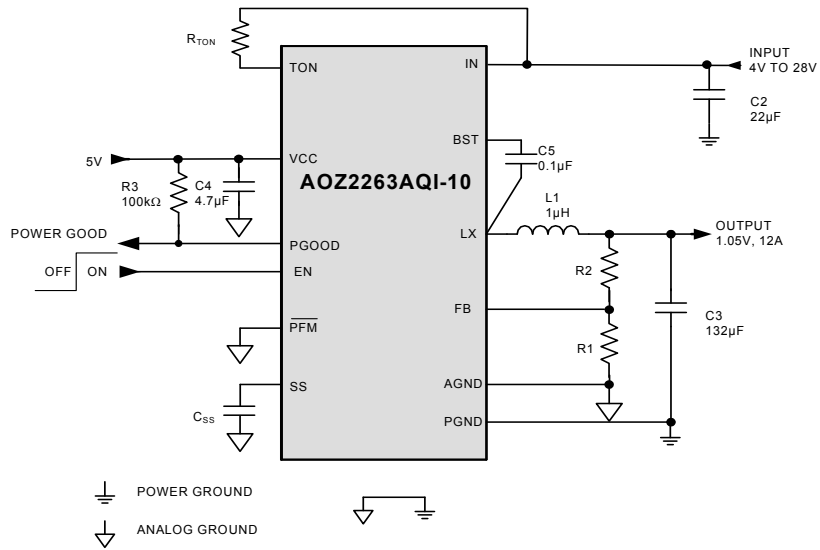 R_TON
TON
IN
INPUT
4V TO 28V
C2
22µF
BST
C5
0.1µF
5V
VCC
AOZ2263AQI-10
R3
100kΩ
C4
4.7µF
L1
1µH
LX
OUTPUT
1.05V, 12A
POWER GOOD
PGOOD
OFF
ON
EN
R2
FB
C3
132µF
PFM
R1
SS
AGND
C_SS
PGND
POWER GROUND
ANALOG GROUND